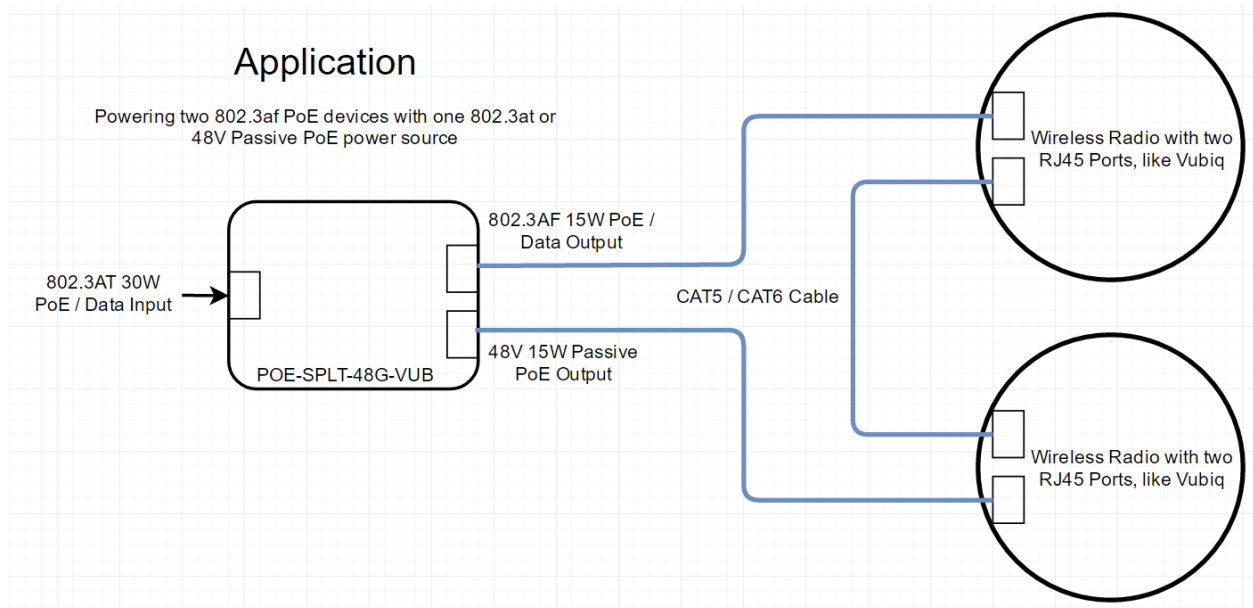 Application
Powering two 802.3af PoE devices with one 802.3at or
48V Passive PoE power source
802.3AT 30W
PoE / Data Input
POE-SPLT-48G-VUB
802.3AF 15W PoE /
Data Output
48V 15W Passive
PoE Output
CAT5 / CAT6 Cable
Wireless Radio with two
RJ45 Ports, like Vubiq
Wireless Radio with two
RJ45 Ports, like Vubiq